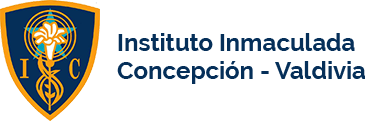 I C
Instituto Inmaculada
Concepción - Valdivia